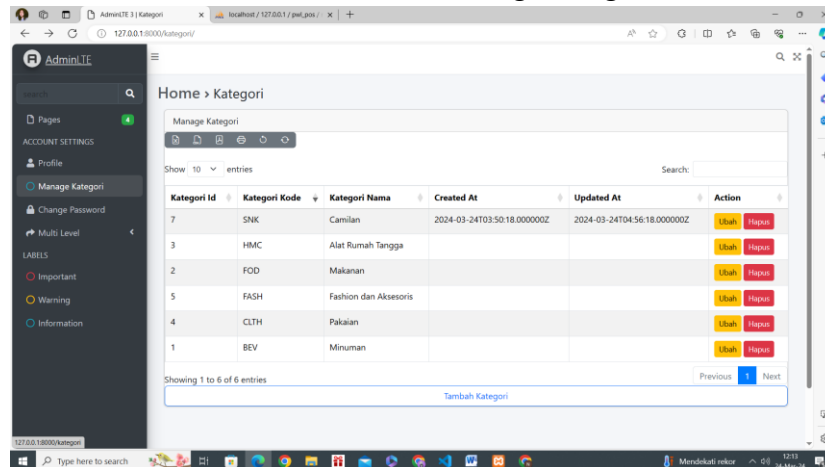 AdminLTE 3 | Kategori
localhost / 127.0.0.1 / pwl_pos /
127.0.0.1:8000/kategori/
AdminLTE
search
Pages 4
ACCOUNT SETTINGS
Profile
Manage Kategori
Change Password
Multi Level
LABELS
Important
Warning
Information
Home › Kategori
Manage Kategori
Show 10 entries
Search:
Kategori Id Kategori Kode Kategori Nama Created At Updated At Action
7 SNK Camilan 2024-03-24T03:50:18.000000Z 2024-03-24T04:56:18.000000Z Ubah Hapus
3 HMC Alat Rumah Tangga Ubah Hapus
2 FOD Makanan Ubah Hapus
5 FASH Fashion dan Aksesoris Ubah Hapus
4 CLTH Pakaian Ubah Hapus
1 BEV Minuman Ubah Hapus
Showing 1 to 6 of 6 entries
Previous 1 Next
Tambah Kategori
127.0.0.1:8000/kategori
Type here to search
Mendekati rekor
12:13
24-Mar-24